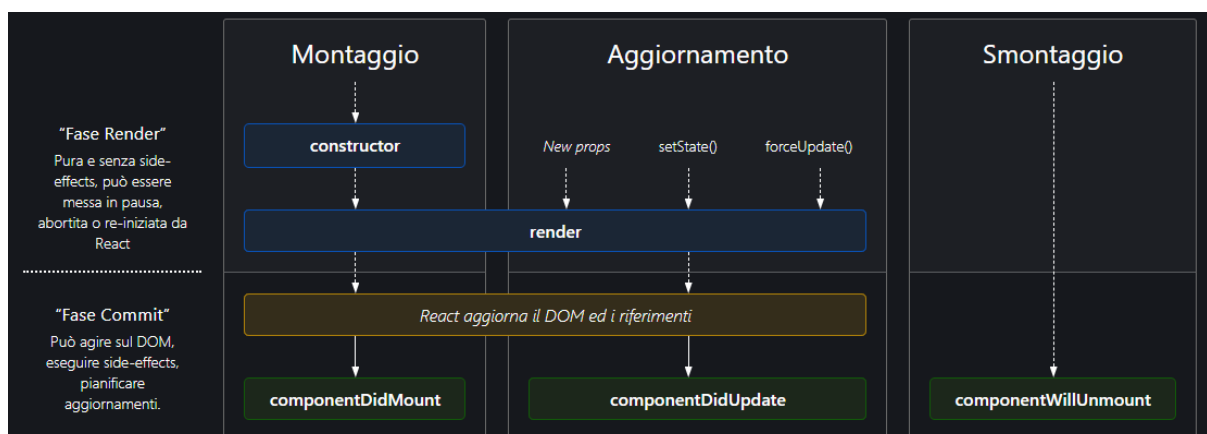 Montaggio
Aggiornamento
Smontaggio
“Fase Render”
Pura e senza side-
effects, può essere
messa in pausa,
abortita o re-iniziata da
React
constructor
New props
setState()
forceUpdate()
render
“Fase Commit”
Può agire sul DOM,
eseguire side-effects,
pianificare
aggiornamenti.
React aggiorna il DOM ed i riferimenti
componentDidMount
componentDidUpdate
componentWillUnmount